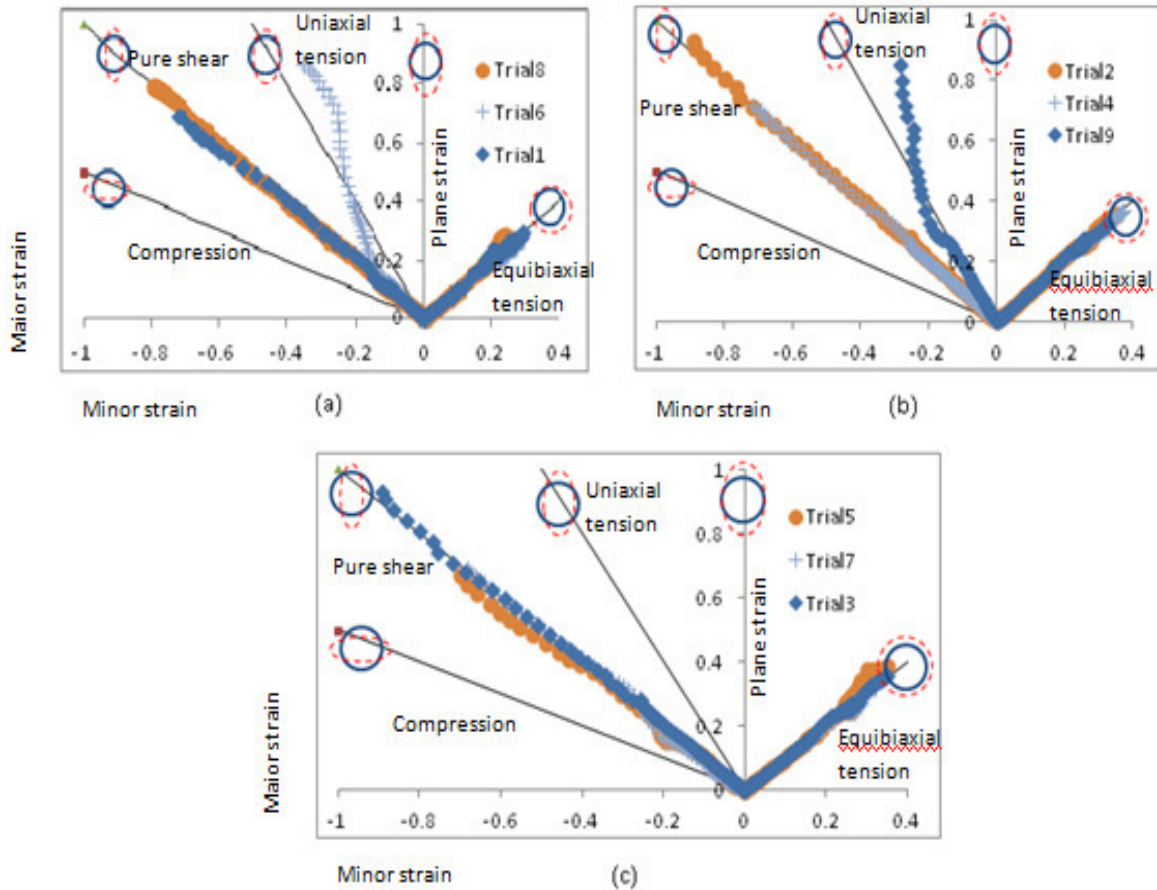 1
Uniaxial
tension
Pure shear
0.8
Trial8
Trial6
Trial1
0.6
Plane strain
0.4
Compression
0.2
Equibiaxial
tension
0
-1 -0.8 -0.6 -0.4 -0.2 0 0.2 0.4
Maior strain
Minor strain
(a)
1
Uniaxial
tension
0.8
Trial2
Trial4
Trial9
Pure shear
0.6
Plane strain
0.4
Compression
0.2
Equibiaxial
tension
0
-1 -0.8 -0.6 -0.4 -0.2 0 0.2 0.4
Minor strain
(b)
1
Uniaxial
tension
0.8
Trial5
Trial7
Trial3
Pure shear
0.6
Plane strain
0.4
Compression
0.2
Equibiaxial
tension
0
-1 -0.8 -0.6 -0.4 -0.2 0 0.2 0.4
Maior strain
Minor strain
(c)